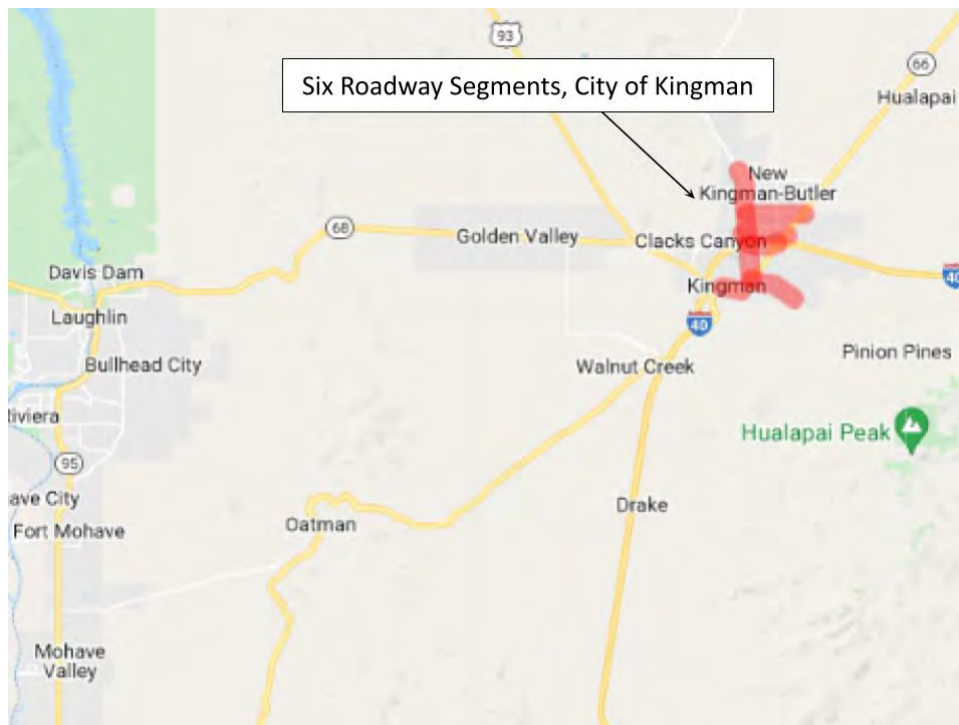 93
Six Roadway Segments, City of Kingman
66
Hualapai
New
Kingman-Butler
68
Golden Valley
Clacks Canyon
Davis Dam
40
Kingman
Laughlin
40
Pinion Pines
Bullhead City
Walnut Creek
Riviera
Hualapai Peak
95
ave City
Drake
Oatman
Fort Mohave
Mohave
Valley